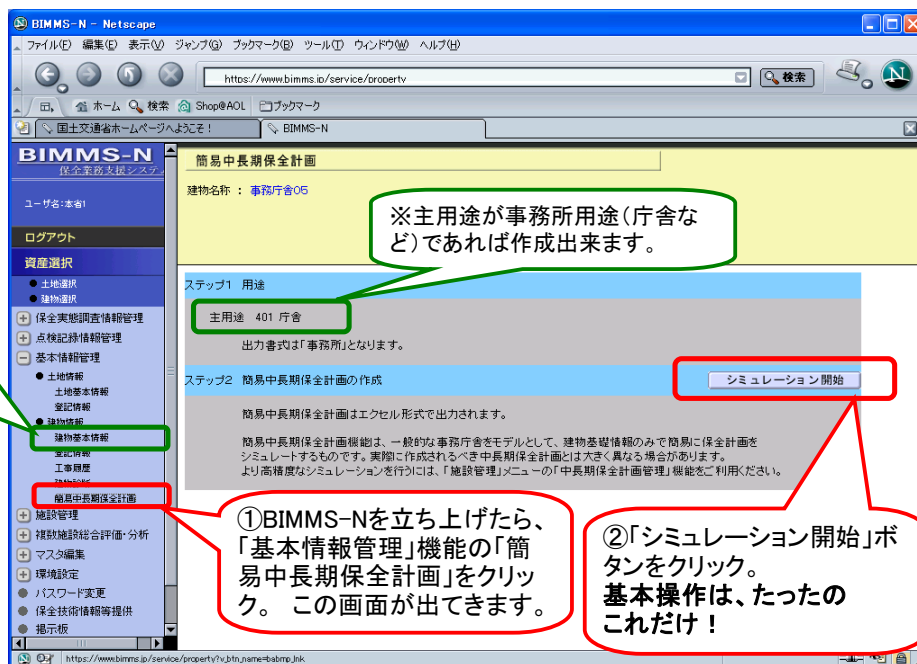 BIMMS-N - Netscape
ファイル(F) 編集(E) 表示(V) ジャンプ(G) ブックマーク(B) ツール(T) ウィンドウ(W) ヘルプ(H)
https://www.bimms.jp/service/property
検索
ホーム 検索 Shop@AOL ブックマーク
国土交通省ホームページへようこそ!
BIMMS-N
BIMMS-N
保全業務支援システム
ユーザ名:本省1
ログアウト
資産選択
土地選択
建物選択
保全実態調査情報管理
点検記録情報管理
基本情報管理
土地情報
土地基本情報
登記情報
建物情報
建物基本情報
登記情報
工事履歴
建物診断
簡易中長期保全計画
施設管理
複数施設総合評価・分析
マスタ編集
環境設定
パスワード変更
保全技術情報等提供
掲示板
簡易中長期保全計画
建物名称 : 事務庁舎05
※主用途が事務所用途(庁舎な
ど)であれば作成出来ます。
ステップ1 用途
主用途 401 庁舎
出力書式は「事務所」となります。
ステップ2 簡易中長期保全計画の作成
シミュレーション開始
簡易中長期保全計画はエクセル形式で出力されます。
簡易中長期保全計画機能は、一般的な事務庁舎をモデルとして、建物基礎情報のみで簡易に保全計画を
シミュレートするものです。実際に作成されるべき中長期保全計画とは大きく異なる場合があります。
より高精度なシミュレーションを行うには、「施設管理」メニューの「中長期保全計画管理」機能をご利用ください。
①BIMMS-Nを立ち上げたら、
「基本情報管理」機能の「簡
易中長期保全計画」をクリッ
ク。 この画面が出てきます。
②「シミュレーション開始」ボ
タンをクリック。
基本操作は、たったの
これだけ!
https://www.bimms.jp/service/property?v_btn_name=babmp_lnk